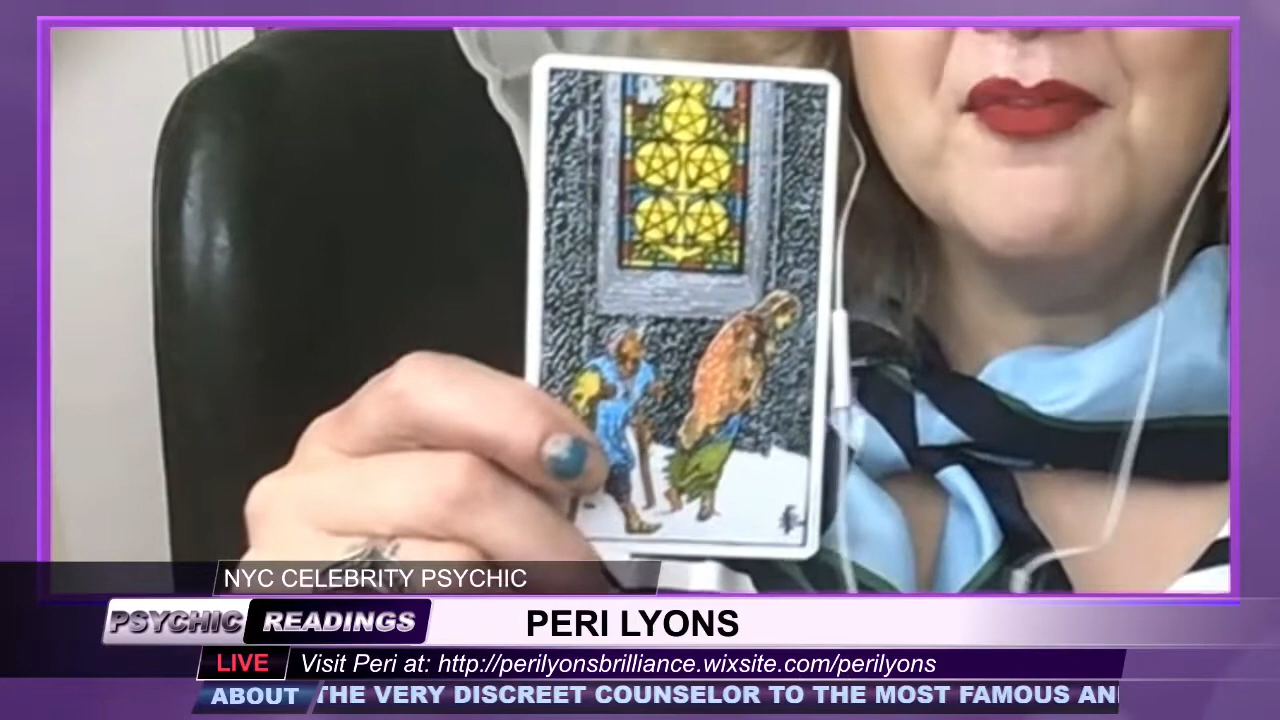 NYC CELEBRITY PSYCHIC
PSYCHIC READINGS
PERI LYONS
LIVE
Visit Peri at: http://perilyonsbrilliance.wixsite.com/perilyons
ABOUT
THE VERY DISCREET COUNSELOR TO THE MOST FAMOUS AN